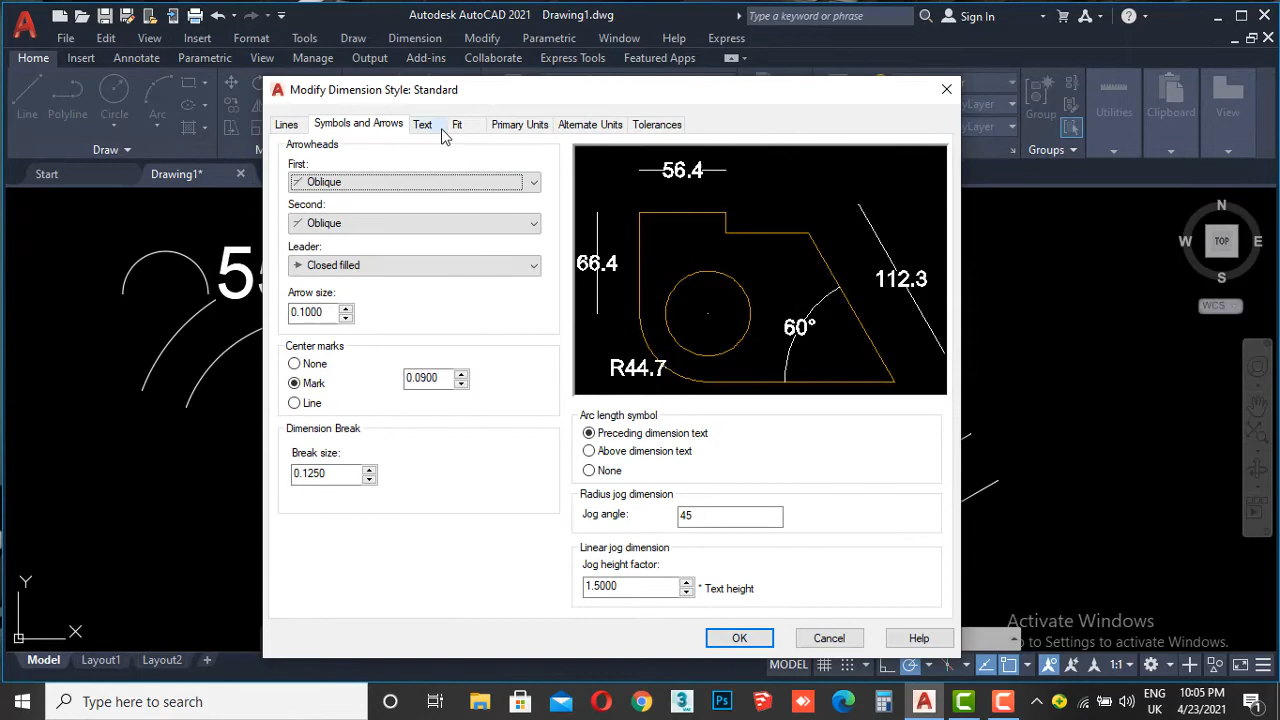 Autodesk AutoCAD 2021 Drawing1.dwg
Type a keyword or phrase
Sign In
File Edit View Insert Format Tools Draw Dimension Modify Parametric Window Help Express
Home Insert Annotate Parametric View Manage Output Add-ins Collaborate Express Tools Featured Apps
Line Polyline Circle Arc
Draw
Group
Groups
Utilities
Clipboard
View
Start
Drawing1*
Modify Dimension Style: Standard
Lines Symbols and Arrows Text Fit Primary Units Alternate Units Tolerances
Arrowheads
First:
Oblique
Second:
Oblique
Leader:
Closed filled
Arrow size:
0.1000
Center marks
None
Mark
0.0900
Line
Dimension Break
Break size:
0.1250
56.4
66.4
112.3
60°
R44.7
Arc length symbol
Preceding dimension text
Above dimension text
None
Radius jog dimension
Jog angle:
45
Linear jog dimension
Jog height factor:
1.5000
* Text height
OK
Cancel
Help
N
W TOP E
S
WCS
Y
X
Activate Windows
Go to Settings to activate Windows.
Model Layout1 Layout2 +
MODEL
1:1
Type here to search
ENG
UK
10:05 PM
4/23/2021